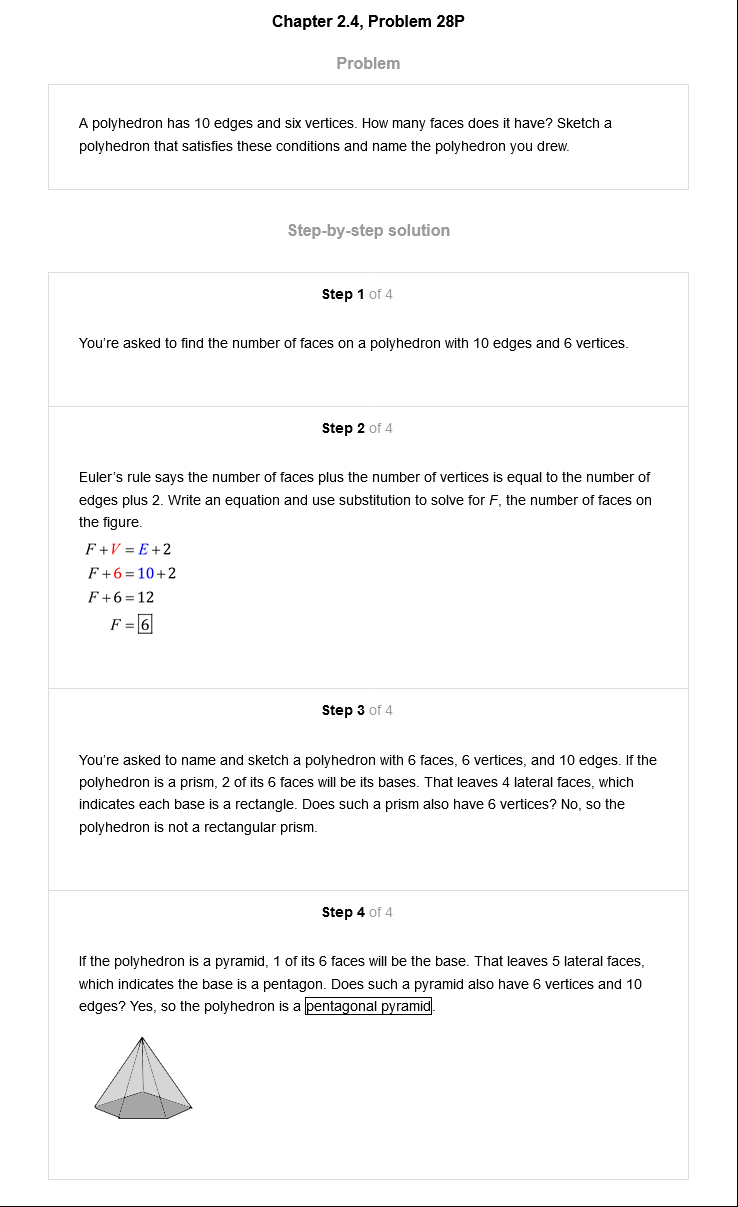 Chapter 2.4, Problem 28P
Problem
A polyhedron has 10 edges and six vertices. How many faces does it have? Sketch a
polyhedron that satisfies these conditions and name the polyhedron you drew.
Step-by-step solution
Step 1 of 4
You're asked to find the number of faces on a polyhedron with 10 edges and 6 vertices.
Step 2 of 4
Euler's rule says the number of faces plus the number of vertices is equal to the number of
edges plus 2. Write an equation and use substitution to solve for F, the number of faces on
the figure.
F + V = E + 2
F + 6 = 10 + 2
F + 6 = 12
F = 6
Step 3 of 4
You're asked to name and sketch a polyhedron with 6 faces, 6 vertices, and 10 edges. If the
polyhedron is a prism, 2 of its 6 faces will be its bases. That leaves 4 lateral faces, which
indicates each base is a rectangle. Does such a prism also have 6 vertices? No, so the
polyhedron is not a rectangular prism.
Step 4 of 4
If the polyhedron is a pyramid, 1 of its 6 faces will be the base. That leaves 5 lateral faces,
which indicates the base is a pentagon. Does such a pyramid also have 6 vertices and 10
edges? Yes, so the polyhedron is a pentagonal pyramid.